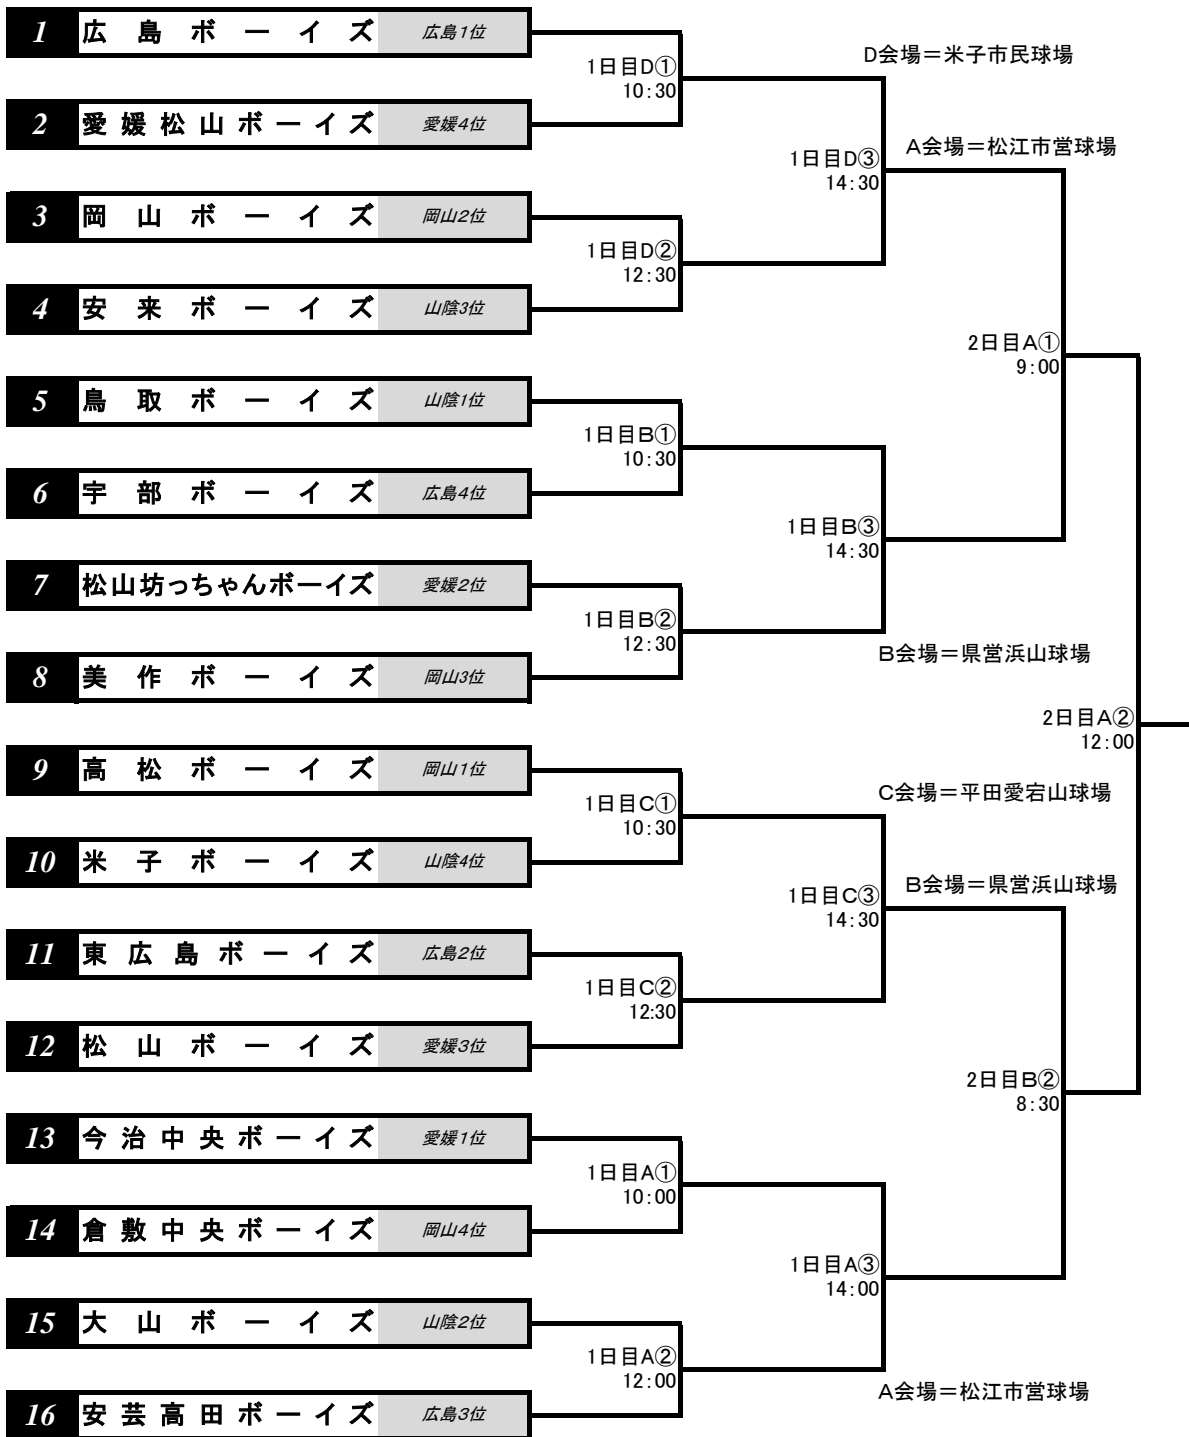 1 広島ボーイズ 広島1位
D会場＝米子市民球場
1日目D①
10:30
2 愛媛松山ボーイズ 愛媛4位
A会場＝松江市営球場
1日目D③
14:30
3 岡山ボーイズ 岡山2位
1日目D②
12:30
4 安来ボーイズ 山陰3位
2日目A①
9:00
5 鳥取ボーイズ 山陰1位
1日目B①
10:30
6 宇部ボーイズ 広島4位
1日目B③
14:30
7 松山坊っちゃんボーイズ 愛媛2位
1日目B②
12:30
B会場＝県営浜山球場
8 美作ボーイズ 岡山3位
2日目A②
12:00
9 高松ボーイズ 岡山1位
C会場＝平田愛宕山球場
1日目C①
10:30
10 米子ボーイズ 山陰4位
B会場＝県営浜山球場
1日目C③
14:30
11 東広島ボーイズ 広島2位
1日目C②
12:30
12 松山ボーイズ 愛媛3位
2日目B②
8:30
13 今治中央ボーイズ 愛媛1位
1日目A①
10:00
14 倉敷中央ボーイズ 岡山4位
1日目A③
14:00
15 大山ボーイズ 山陰2位
1日目A②
12:00
A会場＝松江市営球場
16 安芸高田ボーイズ 広島3位